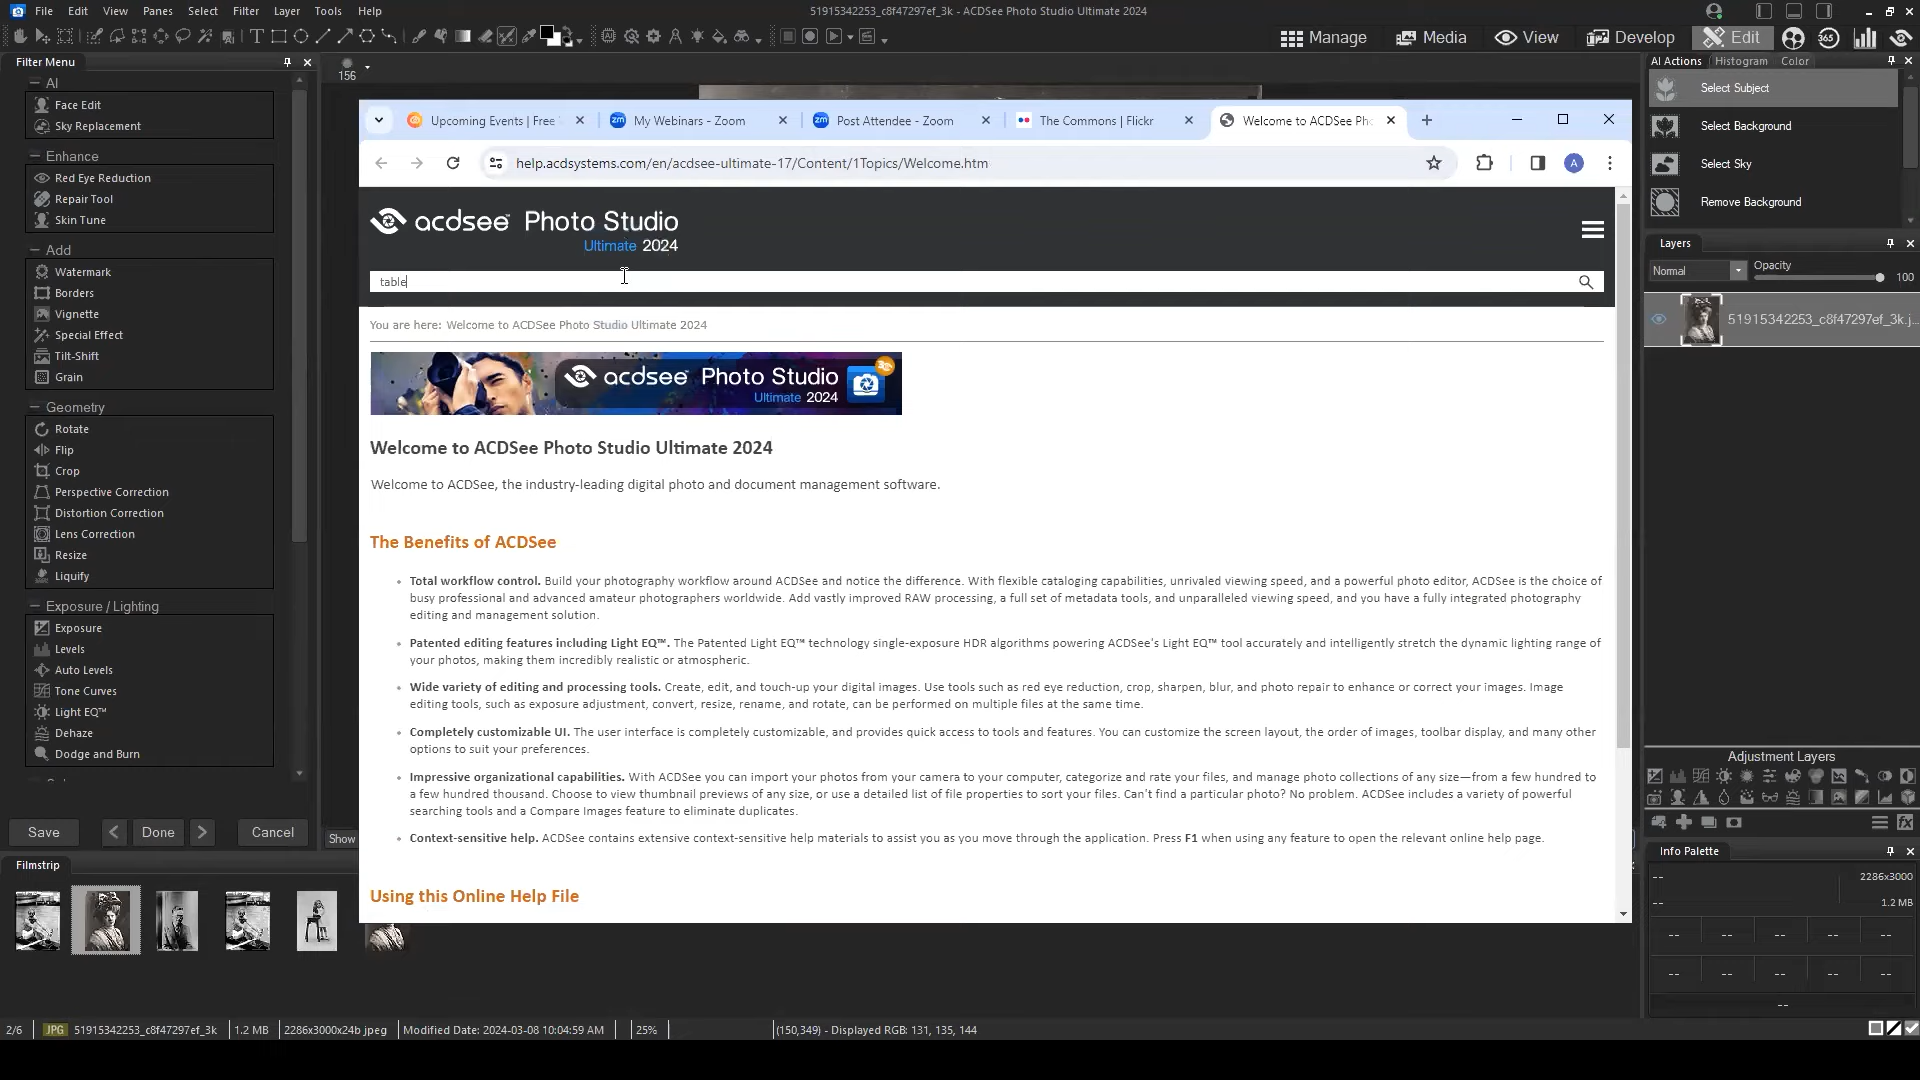 File Edit View Panes Select Filter Layer Tools Help
51915342253_c8f47297ef_3k - ACDSee Photo Studio Ultimate 2024
Manage
Media
View
Develop
Edit
365
Filter Menu
AI
Face Edit
Sky Replacement
Enhance
Red Eye Reduction
Repair Tool
Skin Tune
Add
Watermark
Borders
Vignette
Special Effect
Tilt-Shift
Grain
Geometry
Rotate
Flip
Crop
Perspective Correction
Distortion Correction
Lens Correction
Resize
Liquify
Exposure / Lighting
Exposure
Levels
Auto Levels
Tone Curves
Light EQ™
Dehaze
Dodge and Burn
Save
Done
Cancel
156
Upcoming Events | Free
My Webinars - Zoom
Post Attendee - Zoom
The Commons | Flickr
Welcome to ACDSee Pho
help.acdsystems.com/en/acdsee-ultimate-17/Content/1Topics/Welcome.htm
A
acdsee™ Photo Studio
Ultimate 2024
table
You are here: Welcome to ACDSee Photo Studio Ultimate 2024
acdsee™ Photo Studio
Ultimate 2024
Welcome to ACDSee Photo Studio Ultimate 2024
Welcome to ACDSee, the industry-leading digital photo and document management software.
The Benefits of ACDSee
• Total workflow control. Build your photography workflow around ACDSee and notice the difference. With flexible cataloging capabilities, unrivaled viewing speed, and a powerful photo editor, ACDSee is the choice of
busy professional and advanced amateur photographers worldwide. Add vastly improved RAW processing, a full set of metadata tools, and unparalleled viewing speed, and you have a fully integrated photography
editing and management solution.
• Patented editing features including Light EQ™. The Patented Light EQ™ technology single-exposure HDR algorithms powering ACDSee's Light EQ™ tool accurately and intelligently stretch the dynamic lighting range of
your photos, making them incredibly realistic or atmospheric.
• Wide variety of editing and processing tools. Create, edit, and touch-up your digital images. Use tools such as red eye reduction, crop, sharpen, blur, and photo repair to enhance or correct your images. Image
editing tools, such as exposure adjustment, convert, resize, rename, and rotate, can be performed on multiple files at the same time.
• Completely customizable UI. The user interface is completely customizable, and provides quick access to tools and features. You can customize the screen layout, the order of images, toolbar display, and many other
options to suit your preferences.
• Impressive organizational capabilities. With ACDSee you can import your photos from your camera to your computer, categorize and rate your files, and manage photo collections of any size—from a few hundred to
a few hundred thousand. Choose to view thumbnail previews of any size, or use a detailed list of file properties to sort your files. Can't find a particular photo? No problem. ACDSee includes a variety of powerful
searching tools and a Compare Images feature to eliminate duplicates.
• Context-sensitive help. ACDSee contains extensive context-sensitive help materials to assist you as you move through the application. Press F1 when using any feature to open the relevant online help page.
Using this Online Help File
Show
AI Actions Histogram Color
Select Subject
Select Background
Select Sky
Remove Background
Layers
Normal
Opacity
100
51915342253_c8f47297ef_3k.j...
Adjustment Layers
fx
Info Palette
-- 2286x3000
-- 1.2 MB
-- -- -- -- --
-- -- -- -- --
--
Filmstrip
2/6 JPG 51915342253_c8f47297ef_3k 1.2 MB 2286x3000x24b jpeg Modified Date: 2024-03-08 10:04:59 AM 25% (150,349) - Displayed RGB: 131, 135, 144